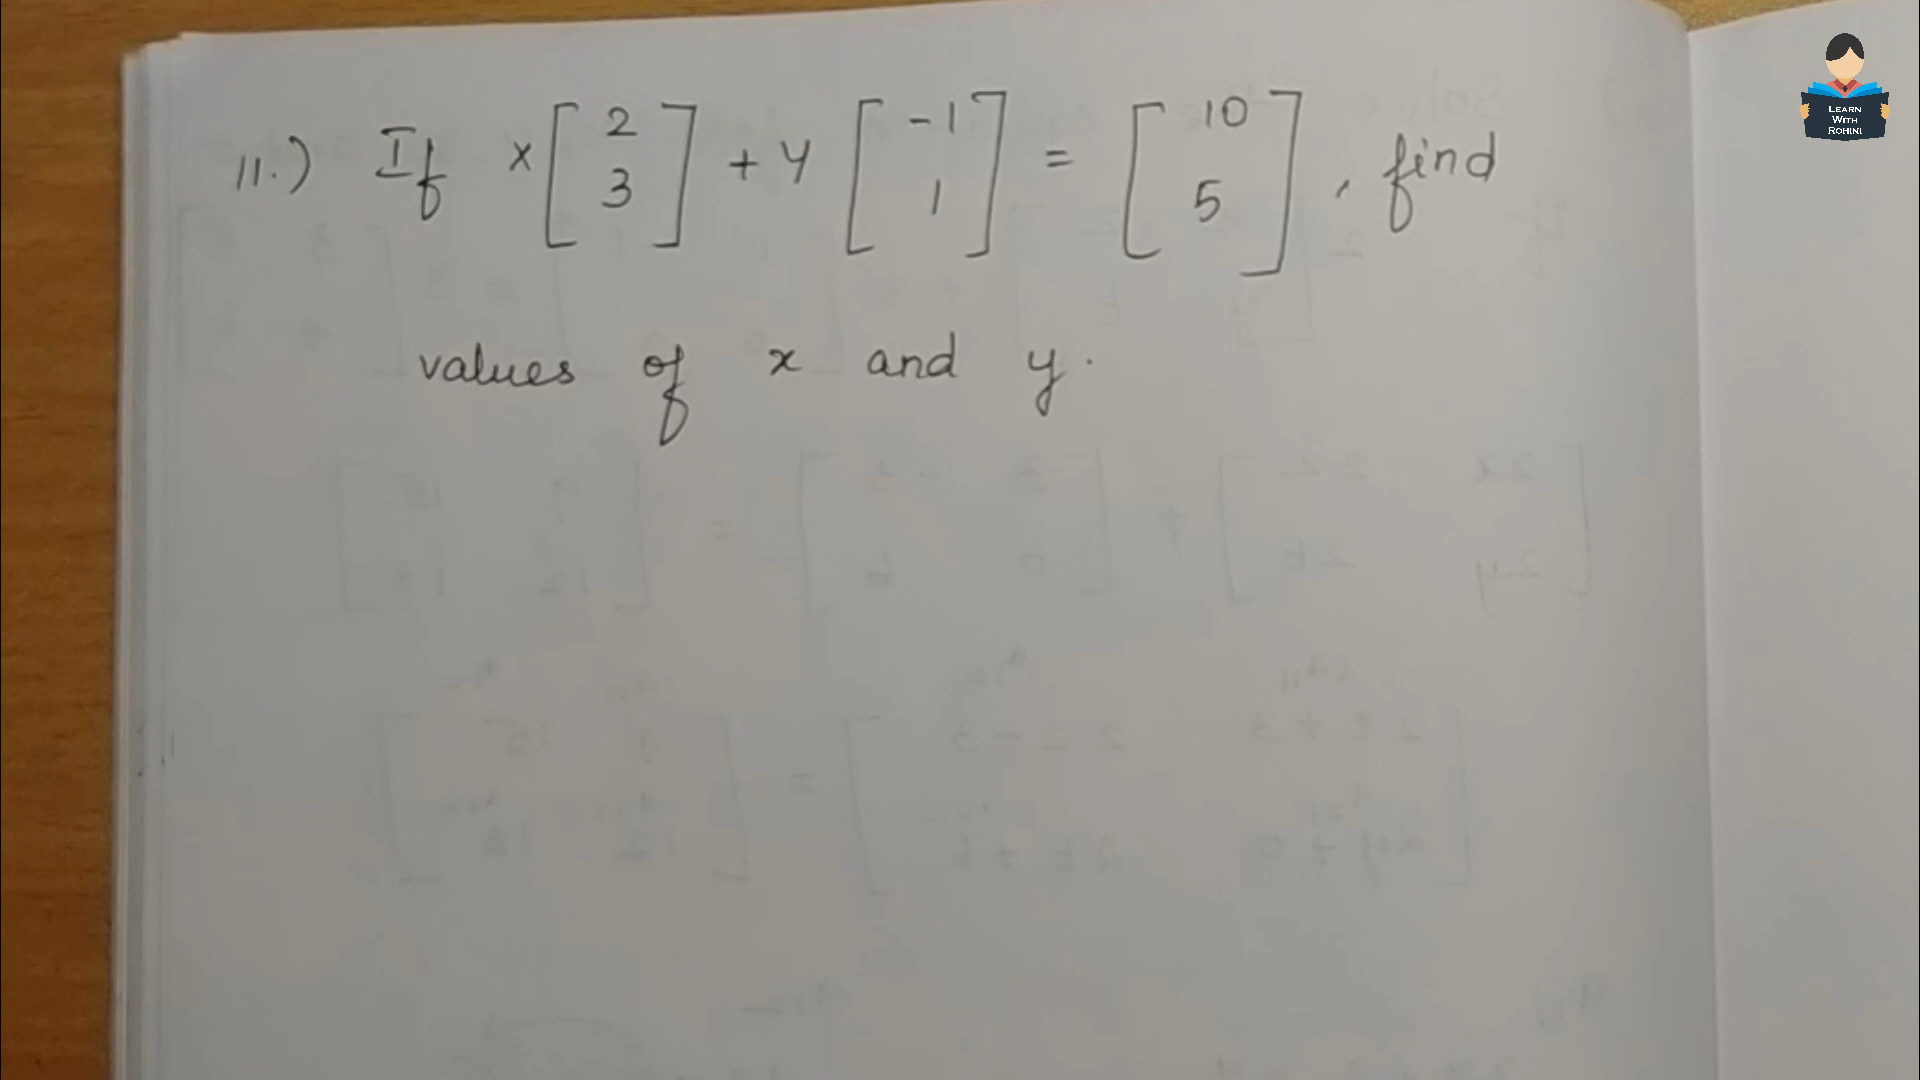 11.) If x [ 2 3 ] + y [ -1 1 ] = [ 10 5 ], find
values of x and y.
LEARN
WITH
ROHINI